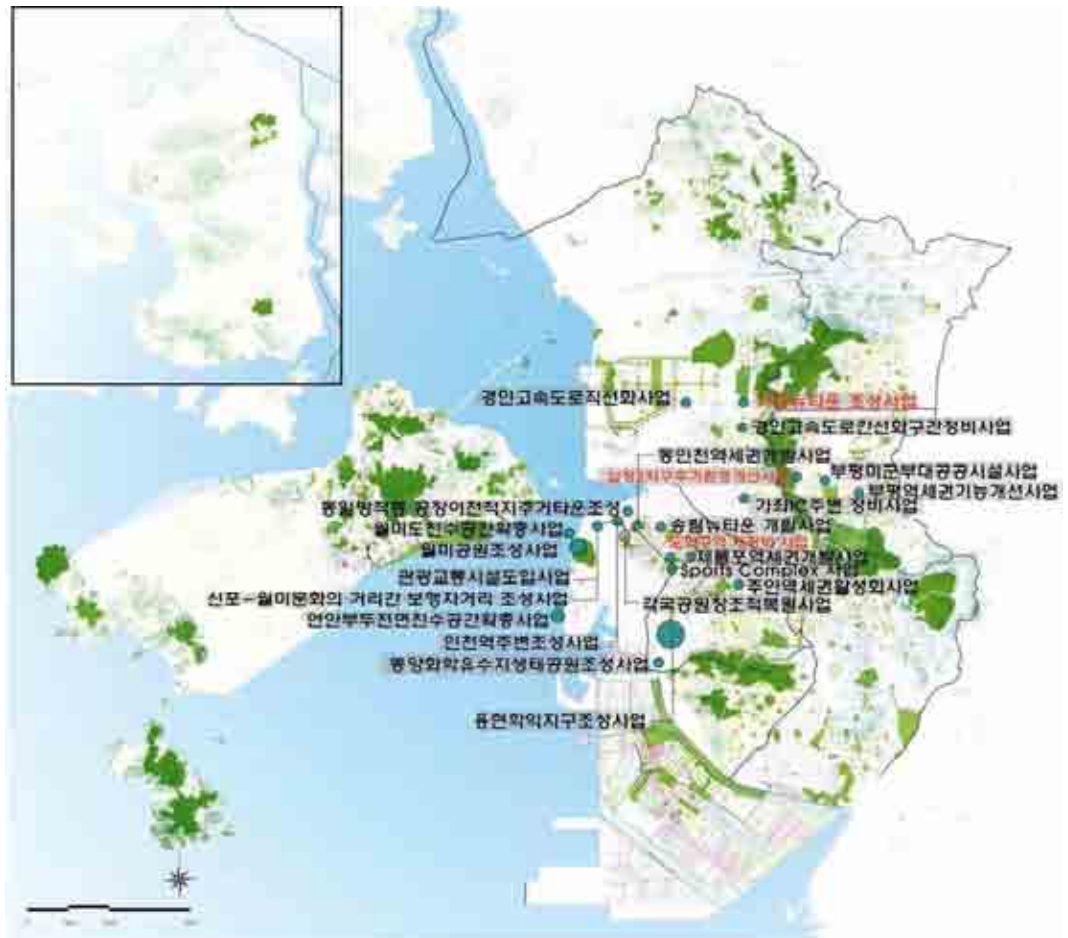 경인고속도로직선화사업
뉴타운 조성사업
경인고속도로간선화구간정비사업
동인천역세권개발사업
부평미군부대공공시설사업
부평역세권기능개선사업
가좌IC주변 정비사업
동일방직등 공장이전적지주거타운조성
송림뉴타운 개발사업
월미도친수공간확충사업
월미공원조성사업
제물포역세권개발사업
Sports Complex 사업
관광교통시설도입사업
주안역세권활성화사업
신포-월미문화의 거리간 보행자거리 조성사업
각국공원창조적복원사업
연안부두전면친수공간확충사업
인천역주변조성사업
동양화학유수지생태공원조성사업
용현학익지구조성사업